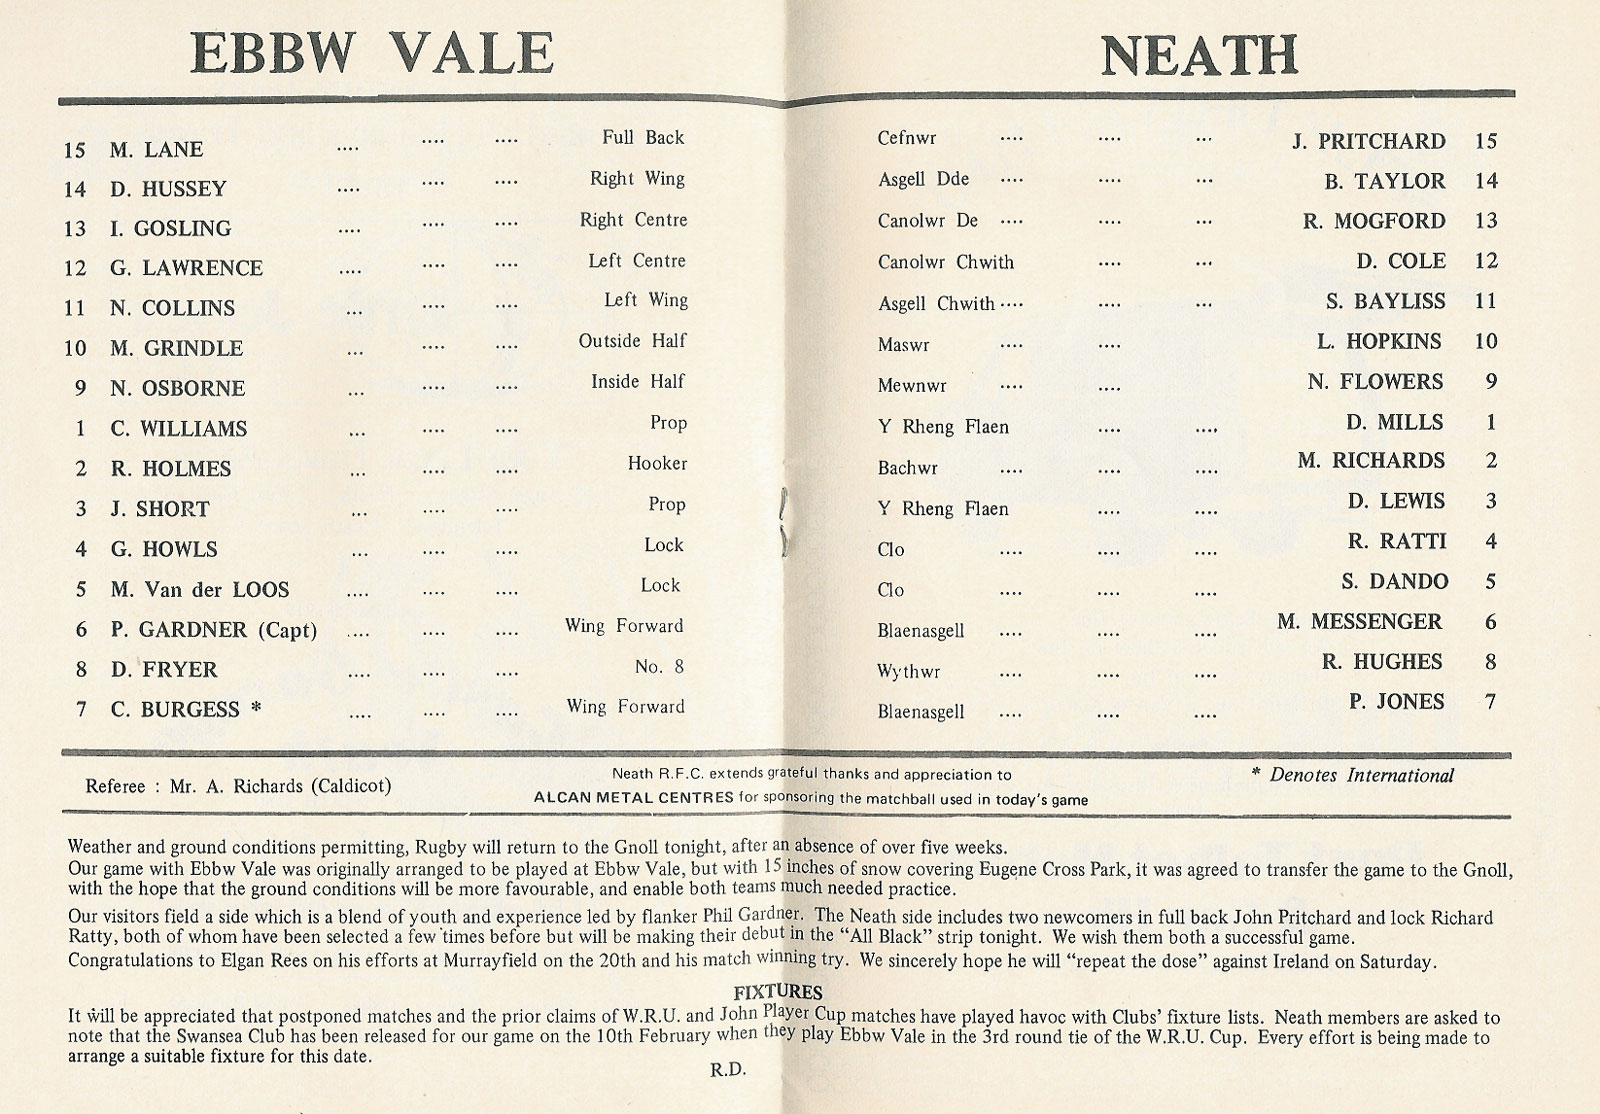 EBBW VALE
15 M. LANE .... .... .... Full Back
14 D. HUSSEY .... .... .... Right Wing
13 I. GOSLING .... .... .... Right Centre
12 G. LAWRENCE .... .... .... Left Centre
11 N. COLLINS ... .... .... Left Wing
10 M. GRINDLE ... .... .... Outside Half
9 N. OSBORNE ... .... .... Inside Half
1 C. WILLIAMS ... .... .... Prop
2 R. HOLMES ... .... .... Hooker
3 J. SHORT ... .... .... Prop
4 G. HOWLS ... .... .... Lock
5 M. Van der LOOS .... .... .... Lock
6 P. GARDNER (Capt) .... .... .... Wing Forward
8 D. FRYER .... .... .... No. 8
7 C. BURGESS * .... .... .... Wing Forward
NEATH
Cefnwr .... .... ... J. PRITCHARD 15
Asgell Dde .... .... ... B. TAYLOR 14
Canolwr De .... .... ... R. MOGFORD 13
Canolwr Chwith .... ... D. COLE 12
Asgell Chwith .... .... ... S. BAYLISS 11
Maswr .... .... L. HOPKINS 10
Mewnwr .... .... N. FLOWERS 9
Y Rheng Flaen .... .... D. MILLS 1
Bachwr .... .... .... M. RICHARDS 2
Y Rheng Flaen .... .... D. LEWIS 3
Clo .... .... .... R. RATTI 4
Clo .... .... .... S. DANDO 5
Blaenasgell .... .... .... M. MESSENGER 6
Wythwr .... .... .... R. HUGHES 8
Blaenasgell .... .... .... P. JONES 7
Referee : Mr. A. Richards (Caldicot)
Neath R.F.C. extends grateful thanks and appreciation to
ALCAN METAL CENTRES for sponsoring the matchball used in today's game
* Denotes International
Weather and ground conditions permitting, Rugby will return to the Gnoll tonight, after an absence of over five weeks.
Our game with Ebbw Vale was originally arranged to be played at Ebbw Vale, but with 15 inches of snow covering Eugene Cross Park, it was agreed to transfer the game to the Gnoll,
with the hope that the ground conditions will be more favourable, and enable both teams much needed practice.
Our visitors field a side which is a blend of youth and experience led by flanker Phil Gardner. The Neath side includes two newcomers in full back John Pritchard and lock Richard
Ratty, both of whom have been selected a few times before but will be making their debut in the "All Black" strip tonight. We wish them both a successful game.
Congratulations to Elgan Rees on his efforts at Murrayfield on the 20th and his match winning try. We sincerely hope he will "repeat the dose" against Ireland on Saturday.
FIXTURES
It will be appreciated that postponed matches and the prior claims of W.R.U. and John Player Cup matches have played havoc with Clubs' fixture lists. Neath members are asked to
note that the Swansea Club has been released for our game on the 10th February when they play Ebbw Vale in the 3rd round tie of the W.R.U. Cup. Every effort is being made to
arrange a suitable fixture for this date.
R.D.